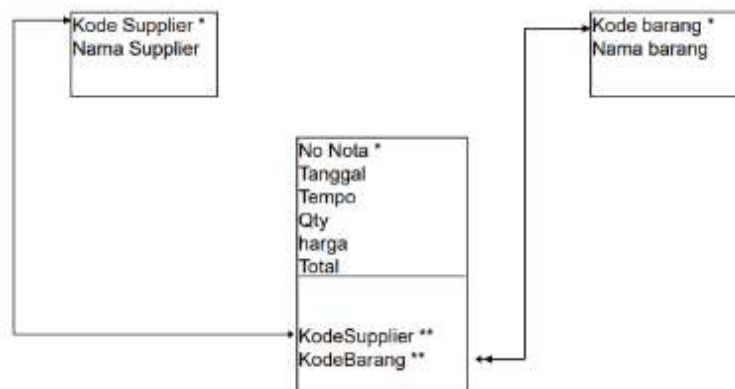 Kode Supplier *
Nama Supplier
Kode barang *
Nama barang
No Nota *
Tanggal
Tempo
Qty
harga
Total
KodeSupplier **
KodeBarang **